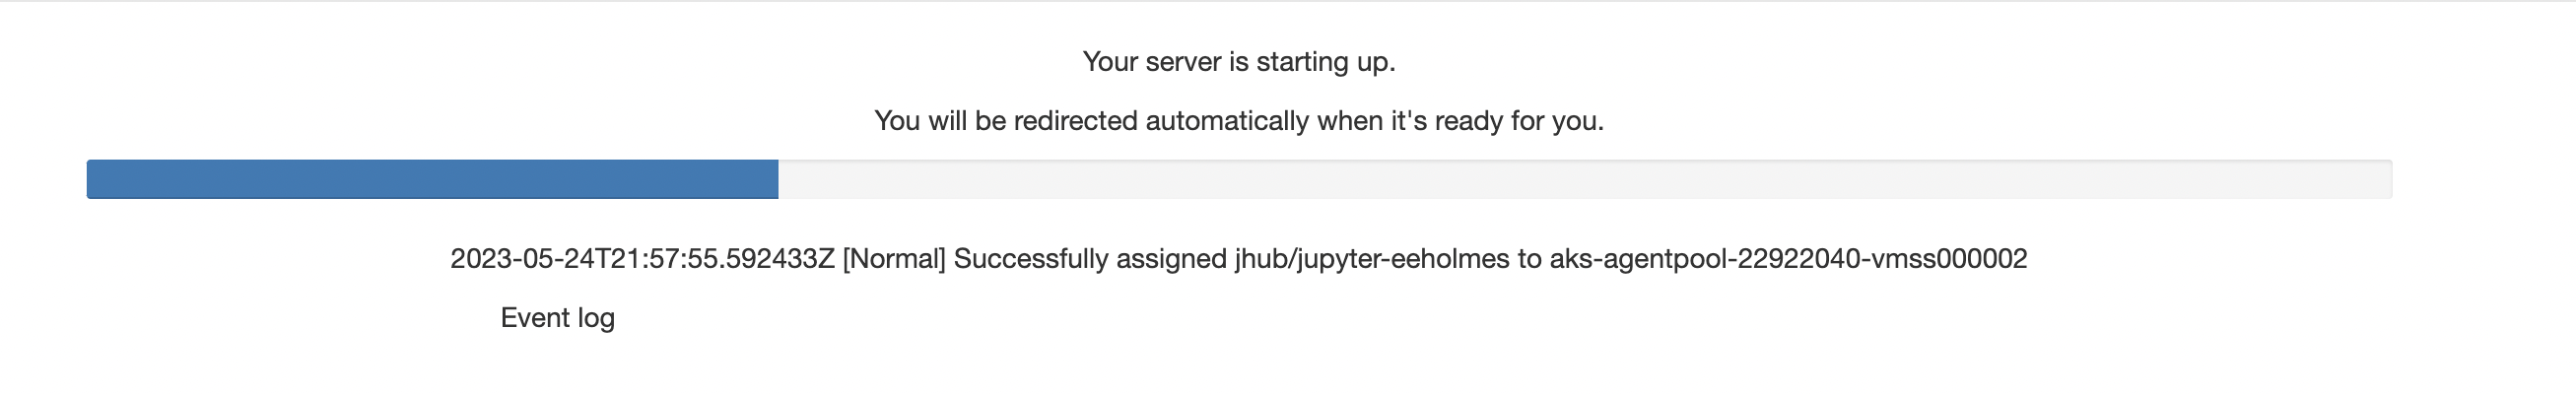 Your server is starting up.
You will be redirected automatically when it's ready for you.
2023-05-24T21:57:55.592433Z [Normal] Successfully assigned jhub/jupyter-eeholmes to aks-agentpool-22922040-vmss000002
Event log